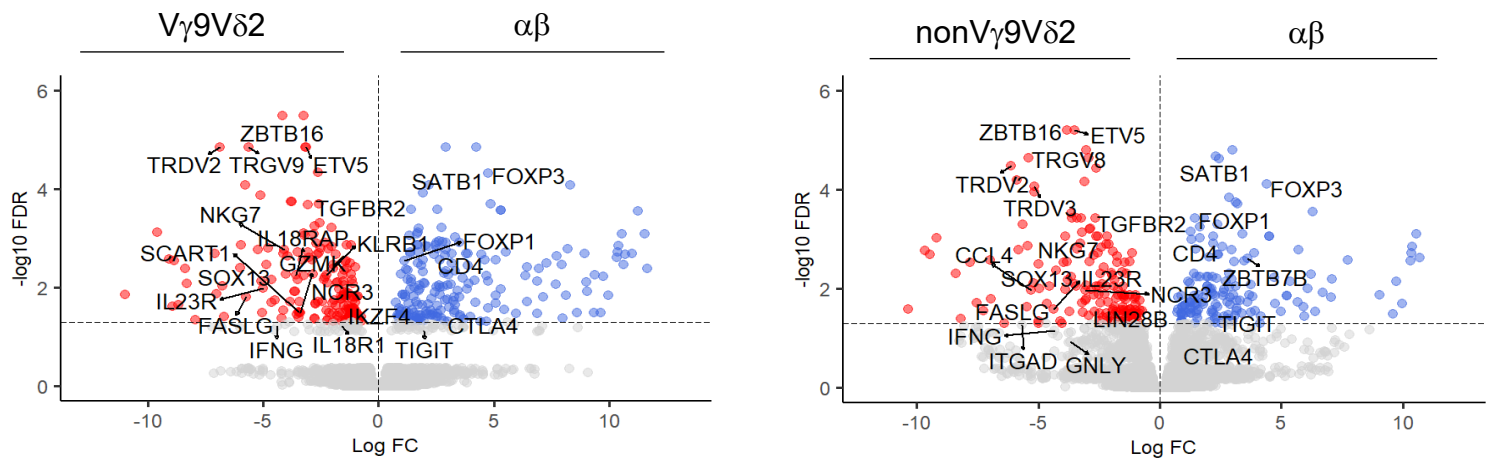 Vγ9Vδ2
αβ
-log10 FDR
6
4
2
0
ZBTB16
TRDV2
TRGV9
ETV5
SATB1
FOXP3
NKG7
TGFBR2
SCART1
IL18RAP
KLRB1
FOXP1
SOX13
GZMK
CD4
IL23R
NCR3
FASLG
IKZF4
CTLA4
IFNG
IL18R1
TIGIT
-10
-5
0
5
10
Log FC
nonVγ9Vδ2
αβ
-log10 FDR
6
4
2
0
ZBTB16
ETV5
TRGV8
SATB1
TRDV2
FOXP3
TRDV3
TGFBR2
FOXP1
CCL4
NKG7
CD4
SOX13
IL23R
ZBTB7B
NCR3
FASLG
LIN28B
TIGIT
IFNG
ITGAD
GNLY
CTLA4
-10
-5
0
5
10
Log FC